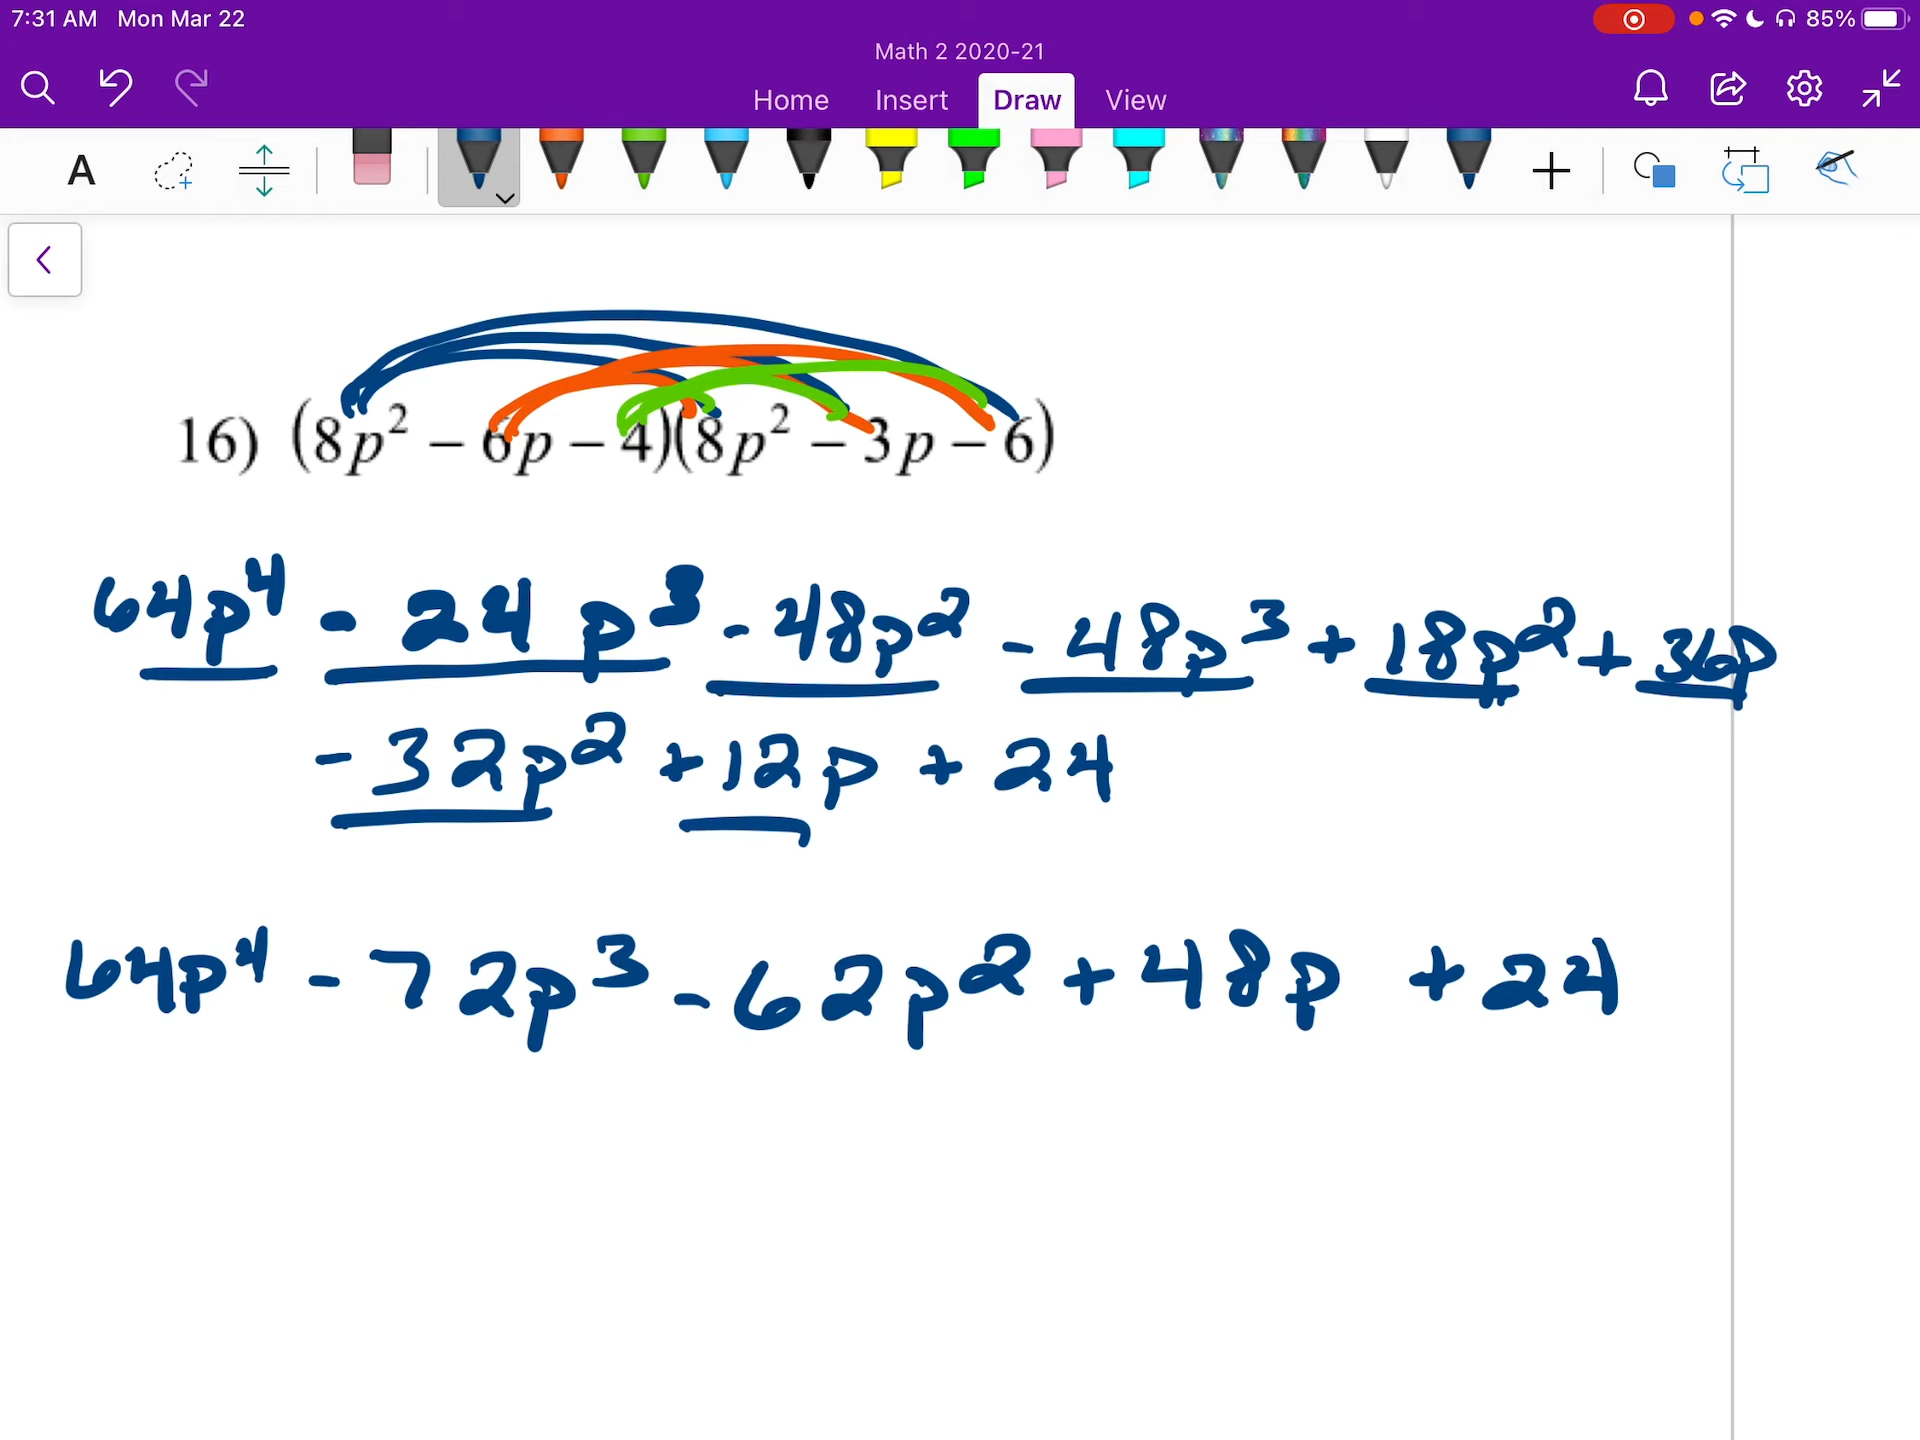 7:31 AM Mon Mar 22 85%
Math 2 2020-21
Home Insert Draw View
A
16) (8p² − 6p − 4)(8p² − 3p − 6)
64p⁴ - 24p³ - 48p² - 48p³ + 18p² + 36p
- 32p² + 12p + 24
64p⁴ - 72p³ - 62p² + 48p + 24